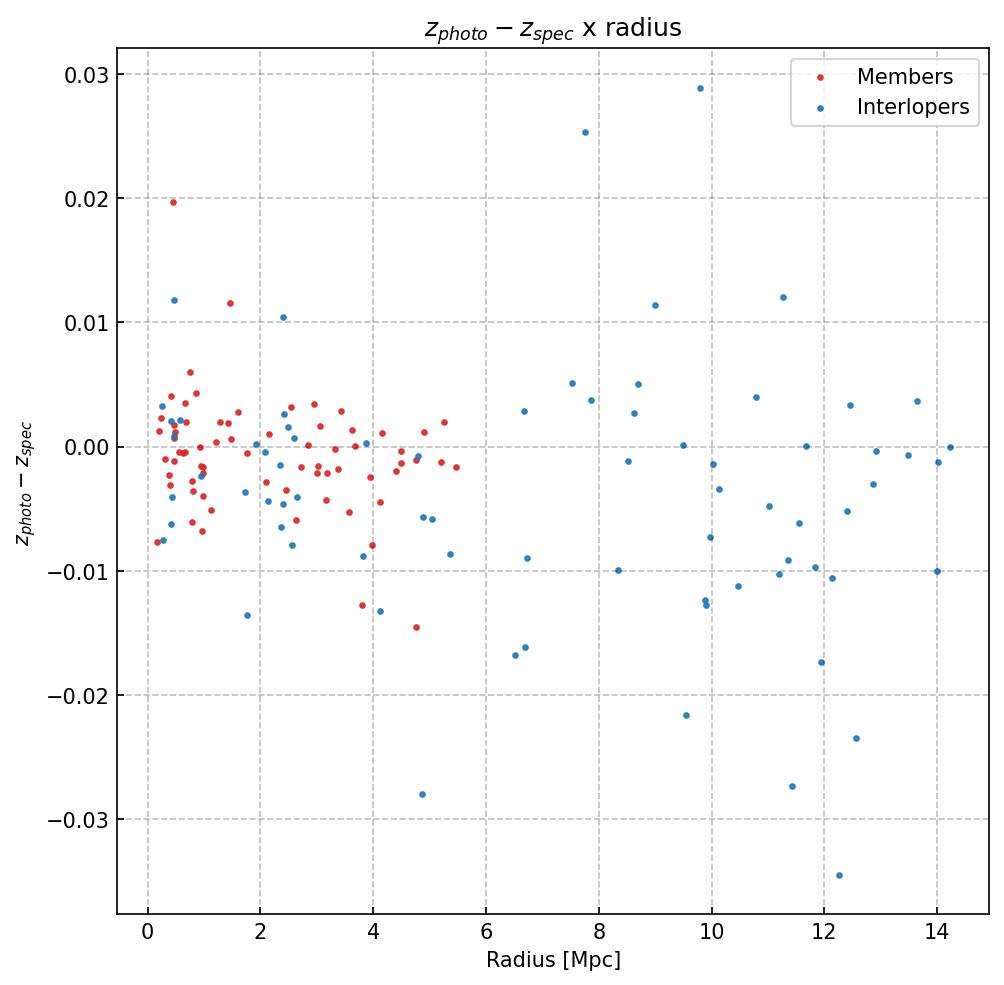 z_photo − z_spec x radius
Members
Interlopers
0.03
0.02
0.01
0.00
−0.01
−0.02
−0.03
z_photo − z_spec
0 2 4 6 8 10 12 14
Radius [Mpc]